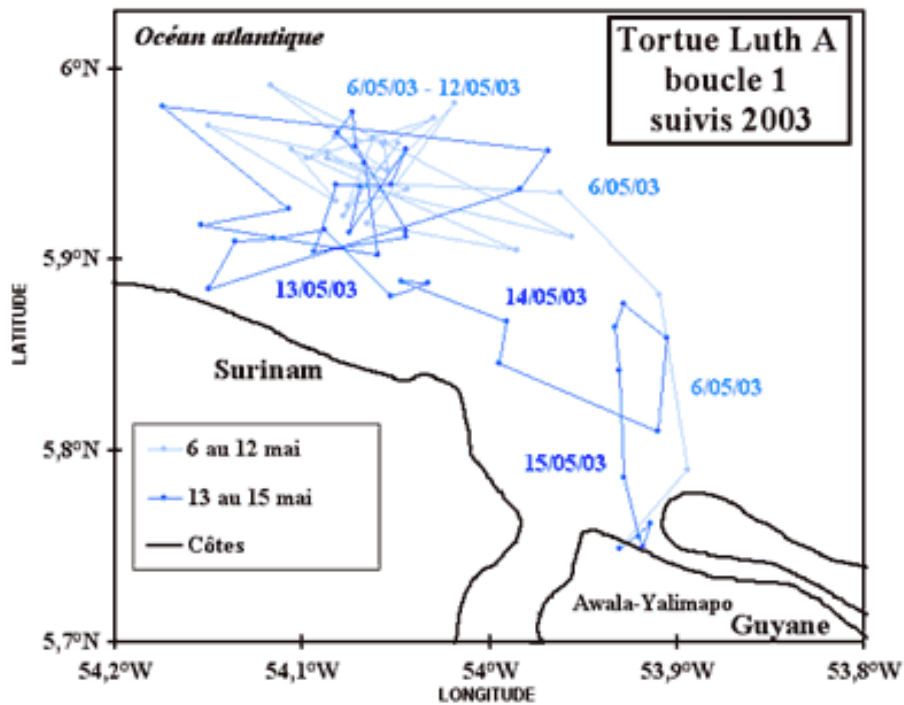 Océan atlantique
Tortue Luth A
boucle 1
suivis 2003
6°N
6/05/03 - 12/05/03
6/05/03
5,9°N
13/05/03
14/05/03
LATITUDE
Surinam
6/05/03
5,8°N
6 au 12 mai
15/05/03
13 au 15 mai
Côtes
Awala-Yalimapo
Guyane
5,7°N
54,2°W
54,1°W
54°W
53,9°W
53,8°W
LONGITUDE